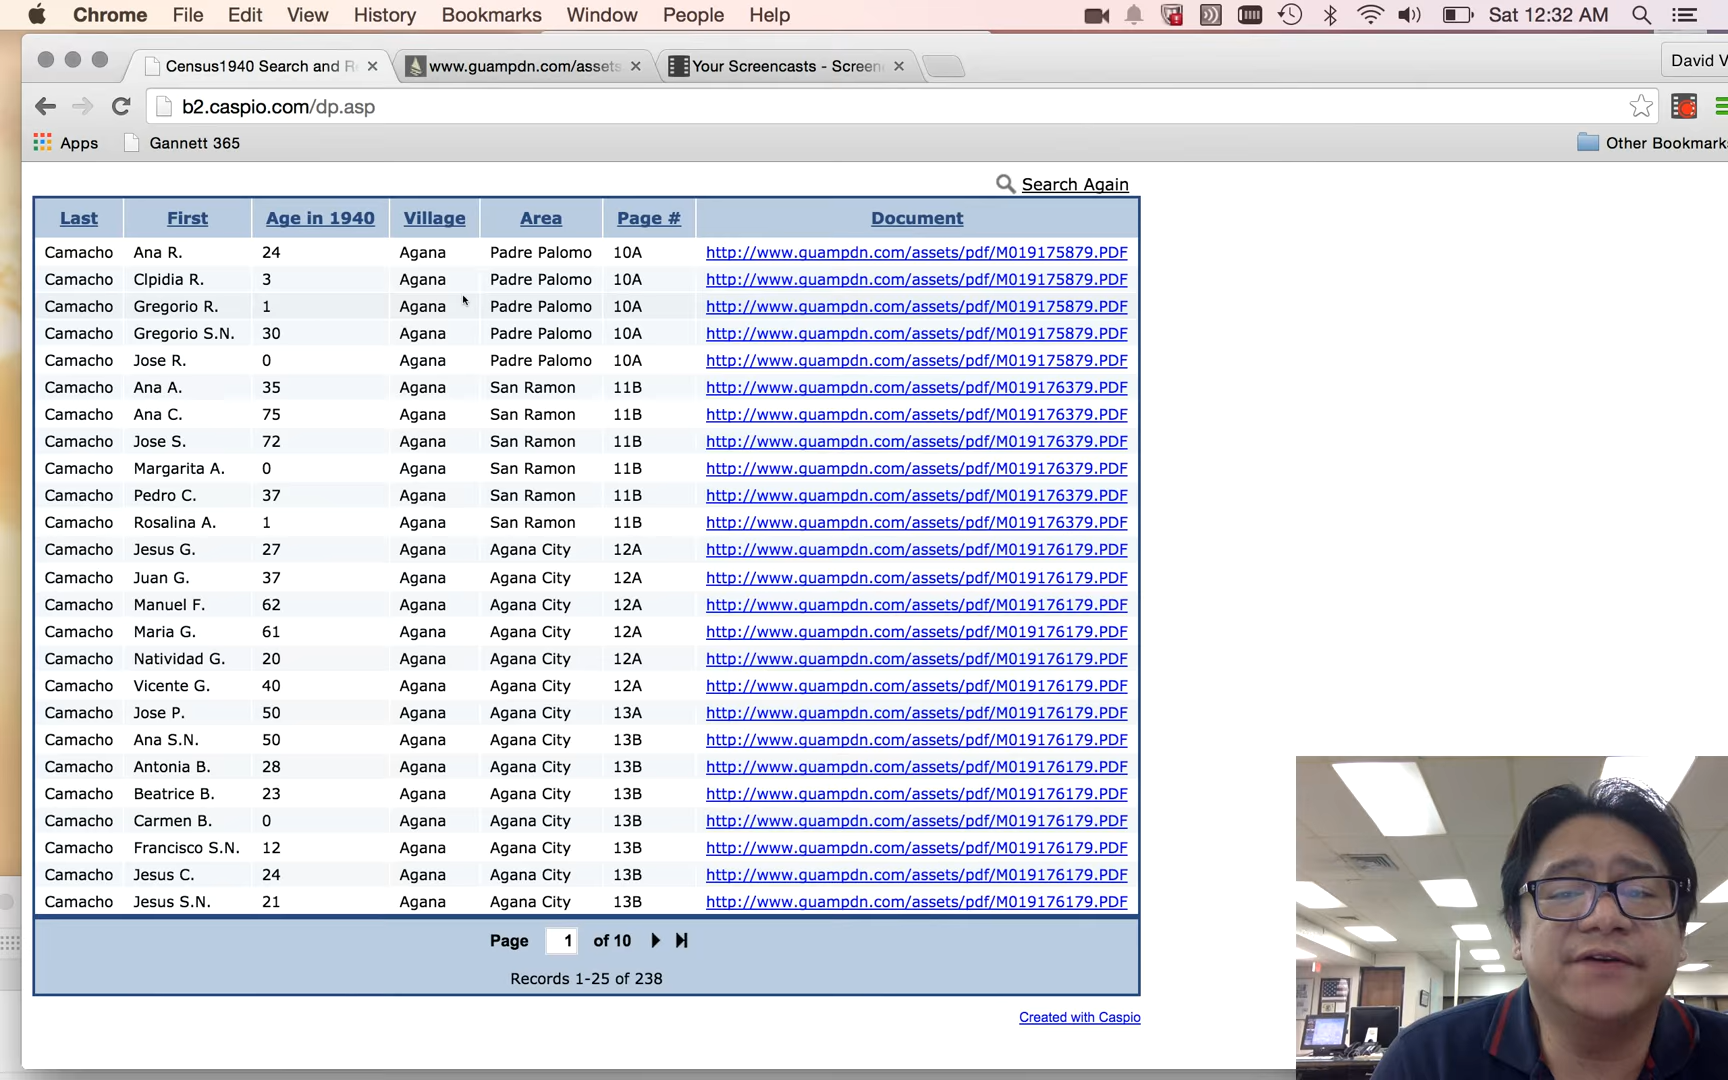 Chrome File Edit View History Bookmarks Window People Help Sat 12:32 AM
Census1940 Search and Re www.guampdn.com/assets Your Screencasts - Screen David V
b2.caspio.com/dp.asp
Apps Gannett 365 Other Bookmarks
Search Again
Last First Age in 1940 Village Area Page # Document
Camacho Ana R. 24 Agana Padre Palomo 10A http://www.guampdn.com/assets/pdf/M019175879.PDF
Camacho Clpidia R. 3 Agana Padre Palomo 10A http://www.guampdn.com/assets/pdf/M019175879.PDF
Camacho Gregorio R. 1 Agana Padre Palomo 10A http://www.guampdn.com/assets/pdf/M019175879.PDF
Camacho Gregorio S.N. 30 Agana Padre Palomo 10A http://www.guampdn.com/assets/pdf/M019175879.PDF
Camacho Jose R. 0 Agana Padre Palomo 10A http://www.guampdn.com/assets/pdf/M019175879.PDF
Camacho Ana A. 35 Agana San Ramon 11B http://www.guampdn.com/assets/pdf/M019176379.PDF
Camacho Ana C. 75 Agana San Ramon 11B http://www.guampdn.com/assets/pdf/M019176379.PDF
Camacho Jose S. 72 Agana San Ramon 11B http://www.guampdn.com/assets/pdf/M019176379.PDF
Camacho Margarita A. 0 Agana San Ramon 11B http://www.guampdn.com/assets/pdf/M019176379.PDF
Camacho Pedro C. 37 Agana San Ramon 11B http://www.guampdn.com/assets/pdf/M019176379.PDF
Camacho Rosalina A. 1 Agana San Ramon 11B http://www.guampdn.com/assets/pdf/M019176379.PDF
Camacho Jesus G. 27 Agana Agana City 12A http://www.guampdn.com/assets/pdf/M019176179.PDF
Camacho Juan G. 37 Agana Agana City 12A http://www.guampdn.com/assets/pdf/M019176179.PDF
Camacho Manuel F. 62 Agana Agana City 12A http://www.guampdn.com/assets/pdf/M019176179.PDF
Camacho Maria G. 61 Agana Agana City 12A http://www.guampdn.com/assets/pdf/M019176179.PDF
Camacho Natividad G. 20 Agana Agana City 12A http://www.guampdn.com/assets/pdf/M019176179.PDF
Camacho Vicente G. 40 Agana Agana City 12A http://www.guampdn.com/assets/pdf/M019176179.PDF
Camacho Jose P. 50 Agana Agana City 13A http://www.guampdn.com/assets/pdf/M019176179.PDF
Camacho Ana S.N. 50 Agana Agana City 13B http://www.guampdn.com/assets/pdf/M019176179.PDF
Camacho Antonia B. 28 Agana Agana City 13B http://www.guampdn.com/assets/pdf/M019176179.PDF
Camacho Beatrice B. 23 Agana Agana City 13B http://www.guampdn.com/assets/pdf/M019176179.PDF
Camacho Carmen B. 0 Agana Agana City 13B http://www.guampdn.com/assets/pdf/M019176179.PDF
Camacho Francisco S.N. 12 Agana Agana City 13B http://www.guampdn.com/assets/pdf/M019176179.PDF
Camacho Jesus C. 24 Agana Agana City 13B http://www.guampdn.com/assets/pdf/M019176179.PDF
Camacho Jesus S.N. 21 Agana Agana City 13B http://www.guampdn.com/assets/pdf/M019176179.PDF
Page 1 of 10
Records 1-25 of 238
Created with Caspio